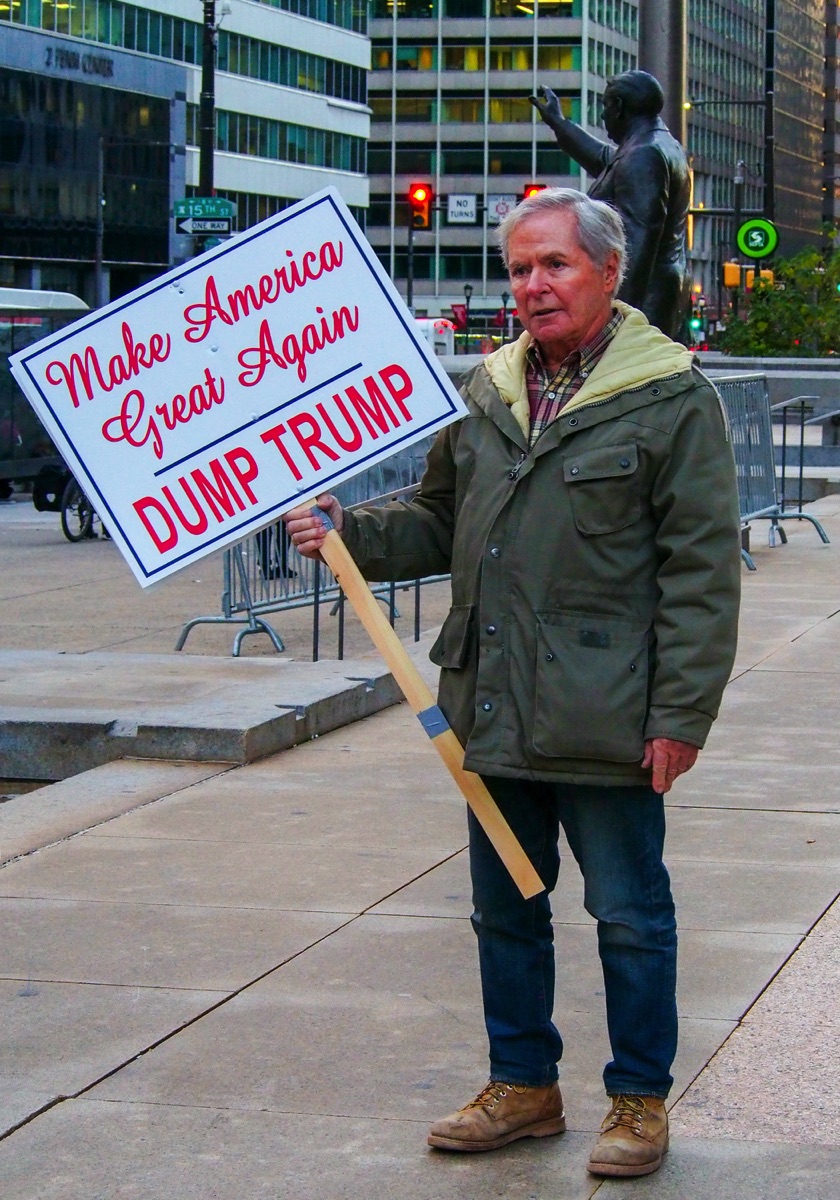 2 PENN CENTER
15TH ST
ONE WAY
NO
TURNS
Make America
Great Again
DUMP TRUMP